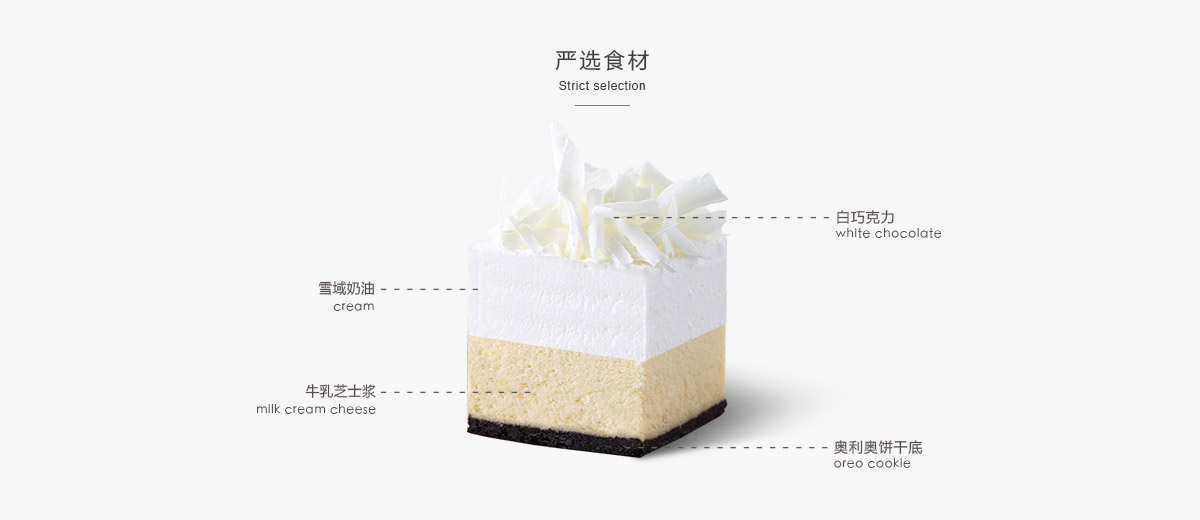 严选食材
Strict selection
白巧克力
white chocolate
雪域奶油
cream
牛乳芝士浆
milk cream cheese
奥利奥饼干底
oreo cookie